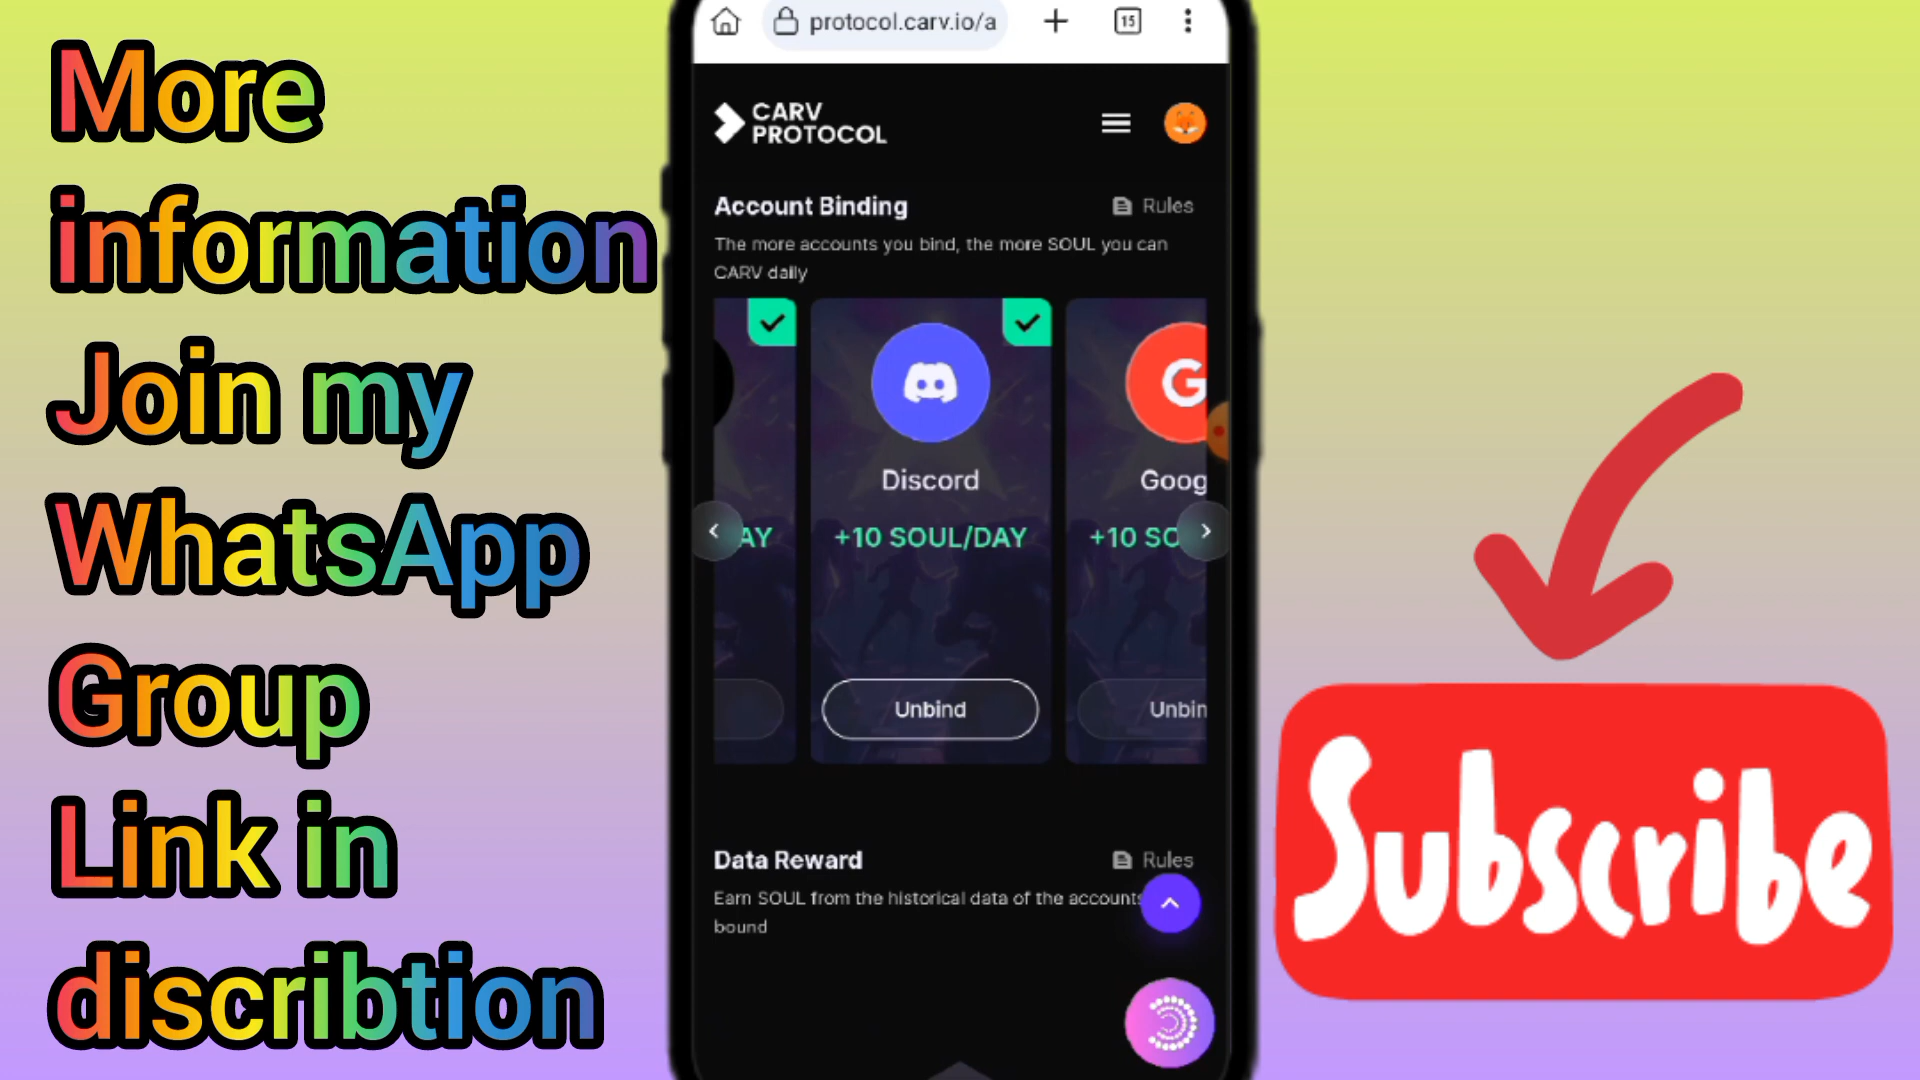 More
information
Join my
WhatsApp
Group
Link in
discribtion
protocol.carv.io/a
15
CARV
PROTOCOL
Account Binding
Rules
The more accounts you bind, the more SOUL you can
CARV daily
Discord
Goog
AY
+10 SOUL/DAY
+10 SO
Unbind
Unbin
Data Reward
Rules
Earn SOUL from the historical data of the accounts
bound
Subscribe